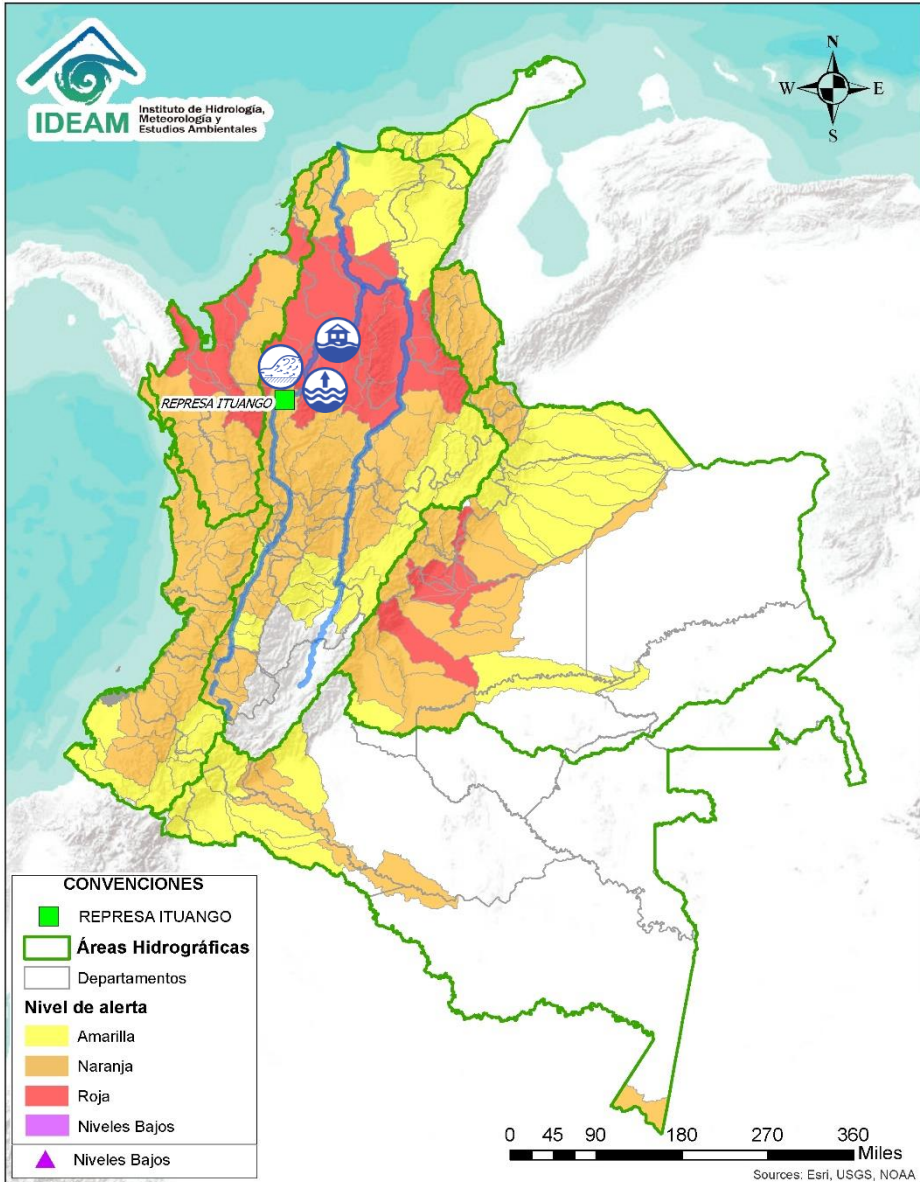 IDEAM
Instituto de Hidrología,
Meteorología y
Estudios Ambientales
N
W E
S
REPRESA ITUANGO
CONVENCIONES
REPRESA ITUANGO
Áreas Hidrográficas
Departamentos
Nivel de alerta
Amarilla
Naranja
Roja
Niveles Bajos
Niveles Bajos
0 45 90 180 270 360
Miles
Sources: Esri, USGS, NOAA